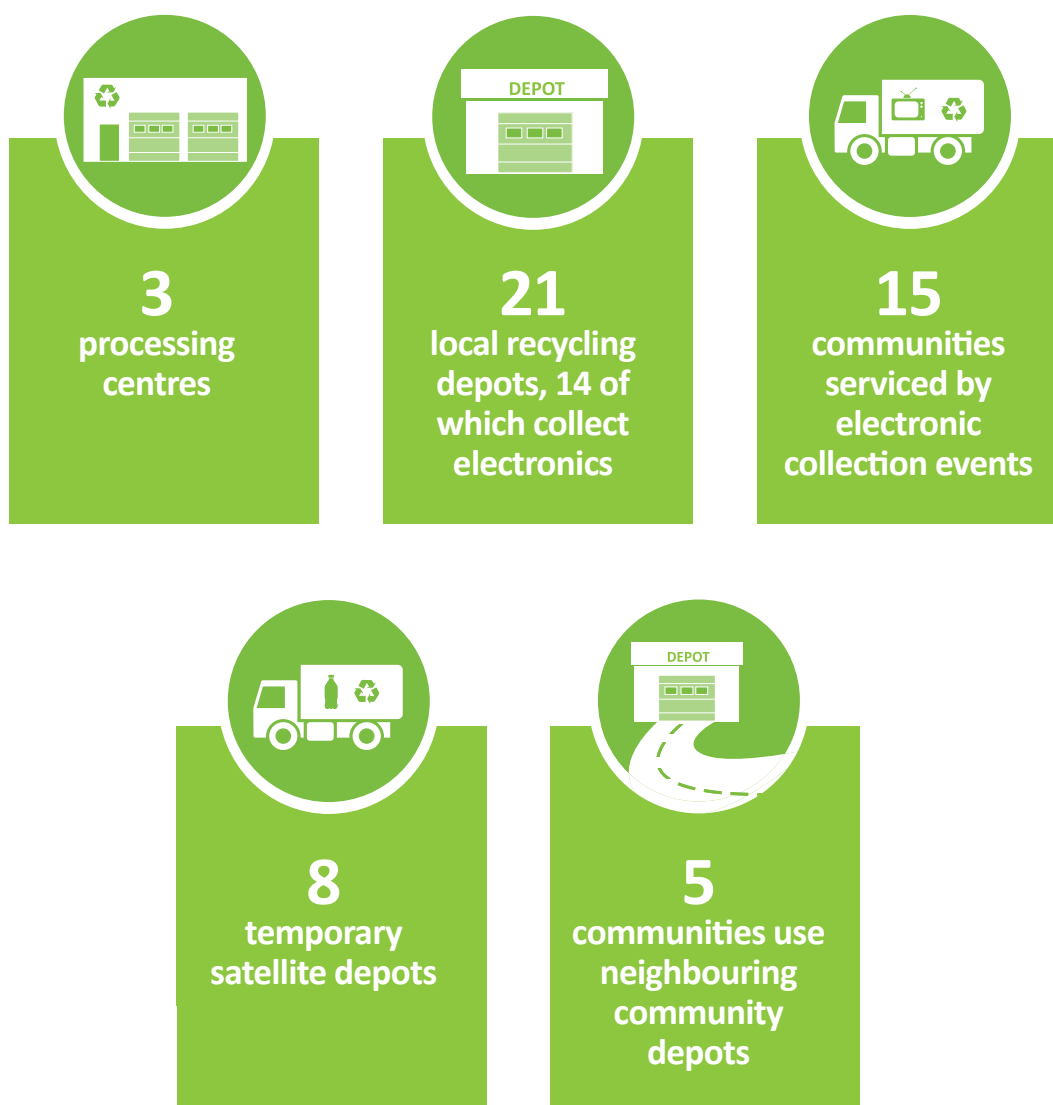 DEPOT
3
processing
centres
21
local recycling
depots, 14 of
which collect
electronics
15
communities
serviced by
electronic
collection events
DEPOT
8
temporary
satellite depots
5
communities use
neighbouring
community
depots